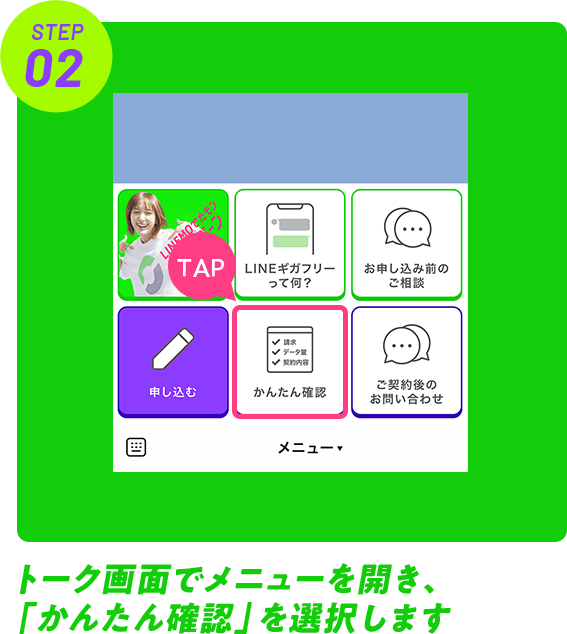 STEP
02
LINEMOでカモン
TAP
LINEギガフリー
って何？
お申し込み前の
ご相談
申し込む
請求
データ量
契約内容
かんたん確認
ご契約後の
お問い合わせ
メニュー▼
トーク画面でメニューを開き、
「かんたん確認」を選択します